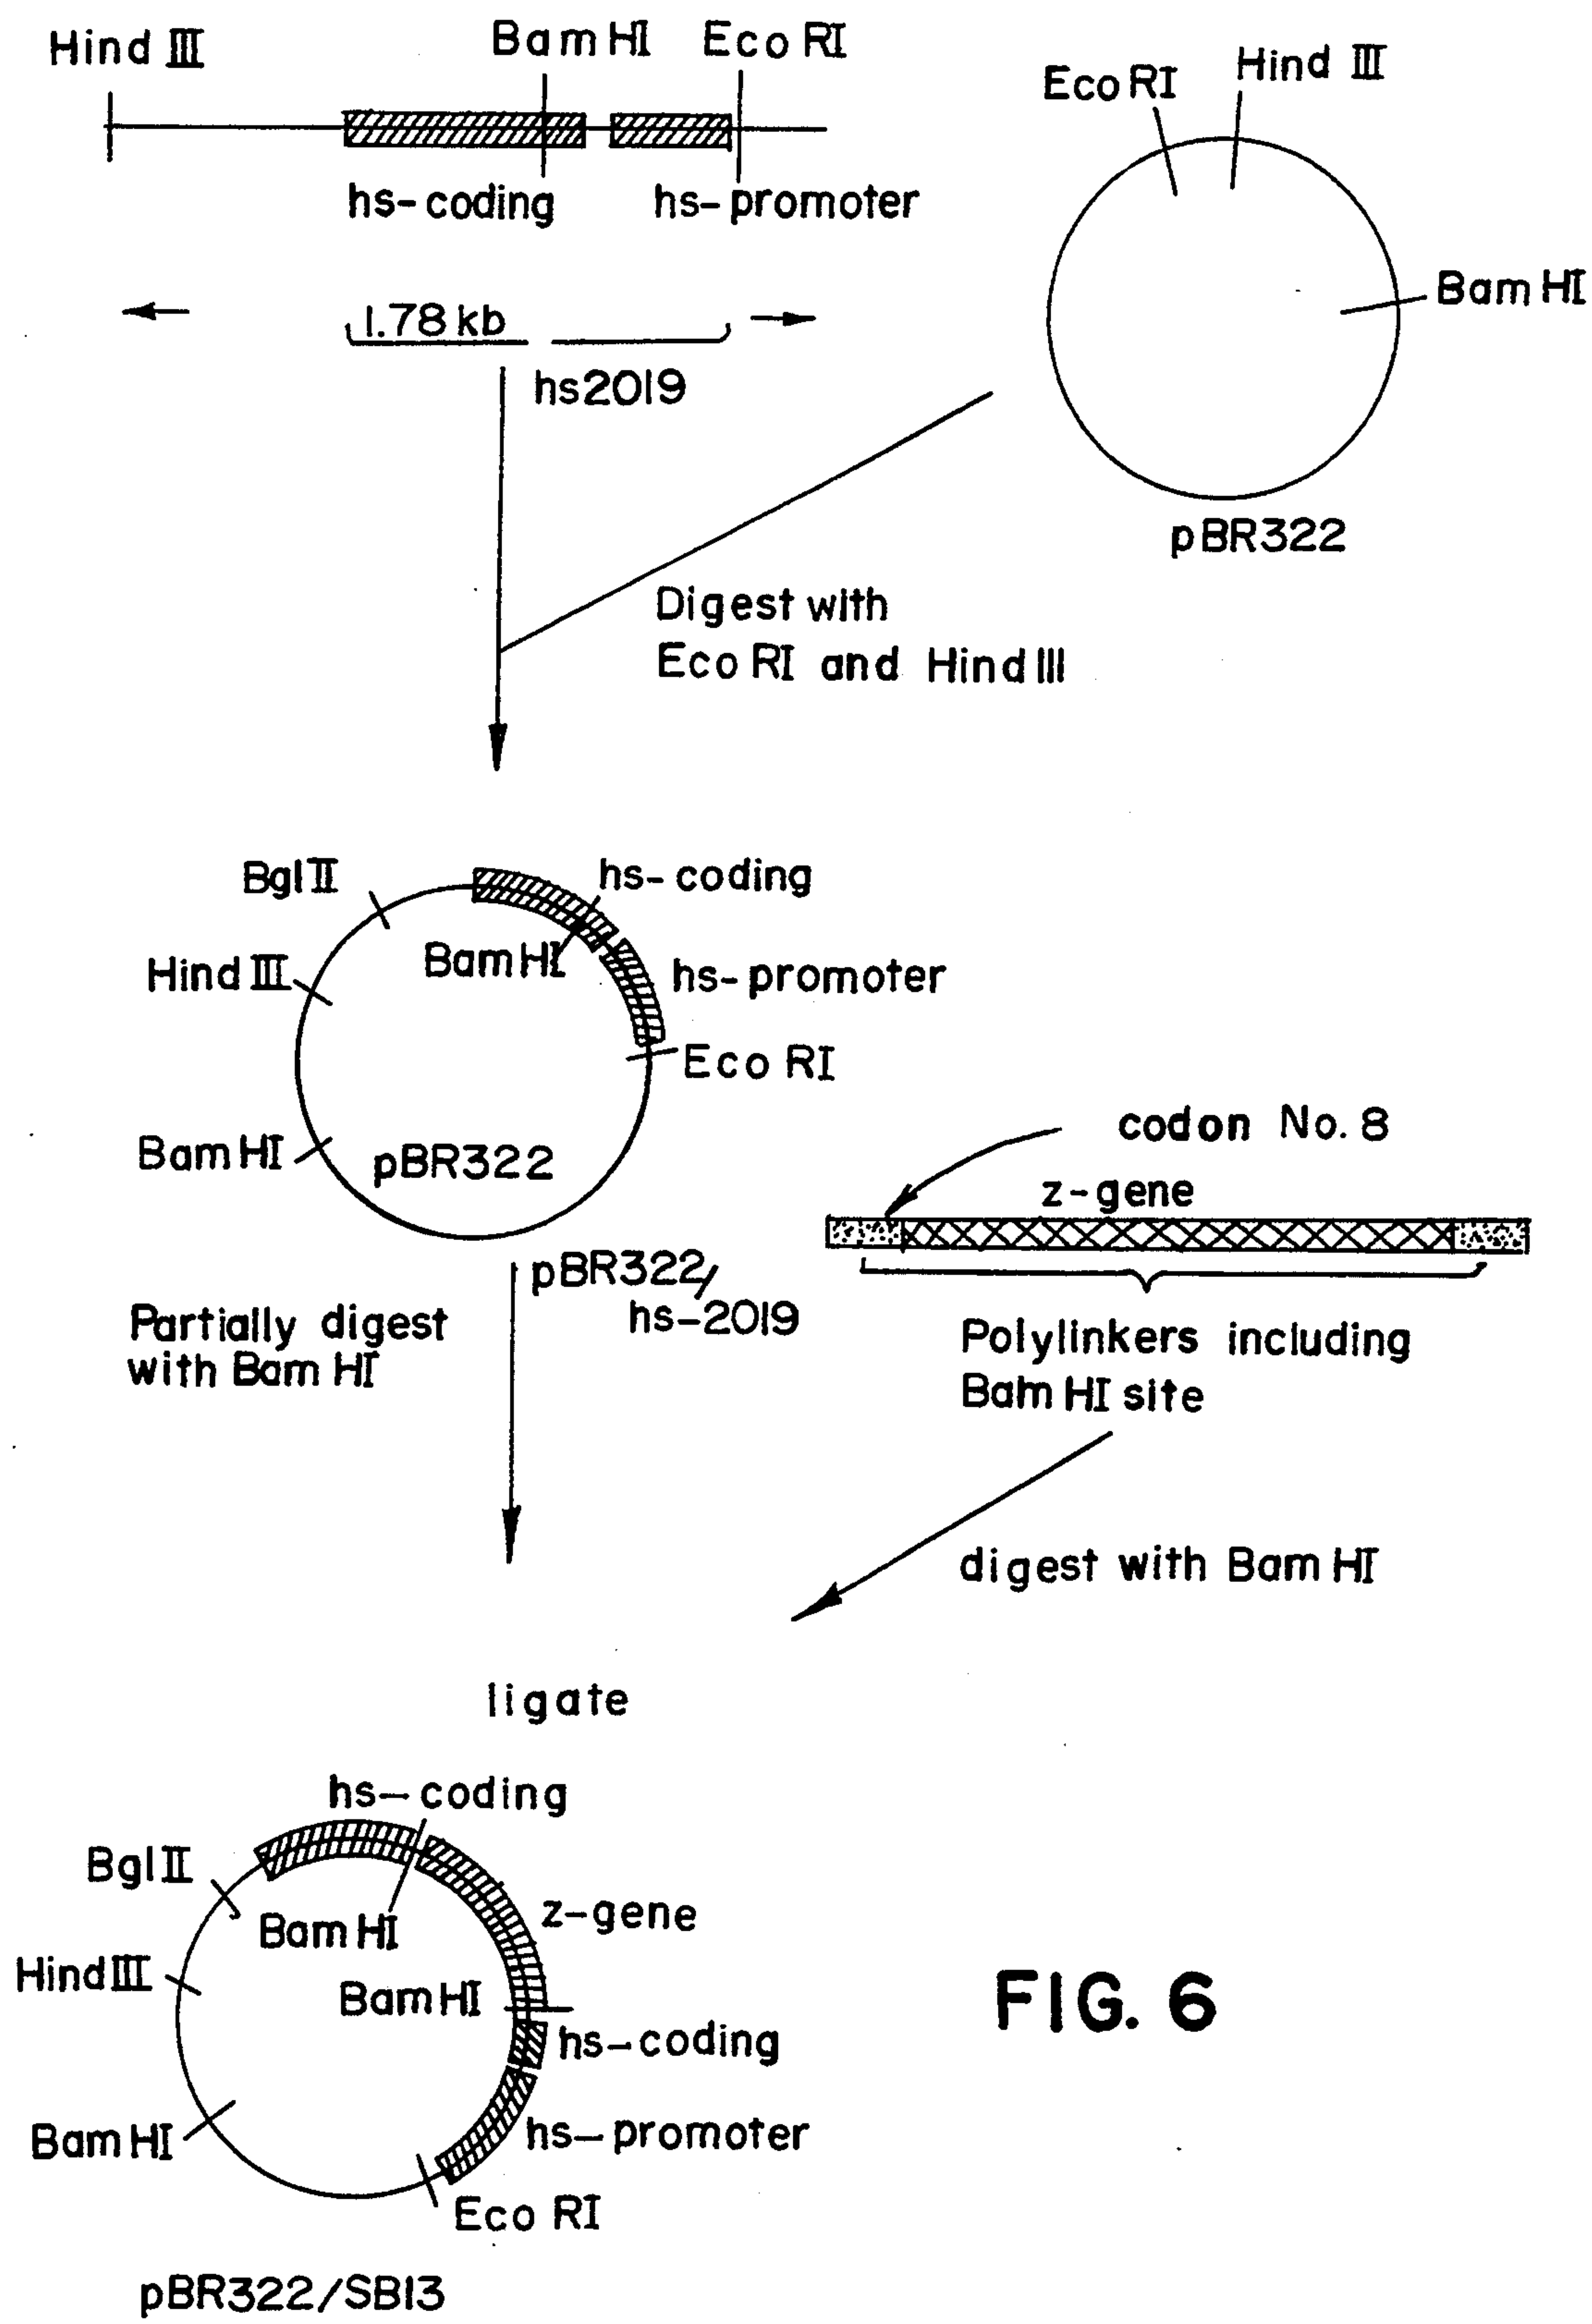 Hind III
Bam HI
Eco RI
hs-coding
hs-promoter
1.78 kb
hs2019
Eco RI
Hind III
Bam HI
pBR322
Digest with
Eco RI and Hind III
Bgl II
hs-coding
Bam HI
Hind III
hs-promoter
Eco RI
Bam HI
pBR322
codon No. 8
z-gene
pBR322/
hs-2019
Partially digest
with Bam HI
Polylinkers including
Bam HI site
digest with Bam HI
ligate
hs-coding
Bgl II
Bam HI
z-gene
Hind III
Bam HI
hs-coding
Bam HI
hs-promoter
Eco RI
pBR322/SB13
FIG. 6